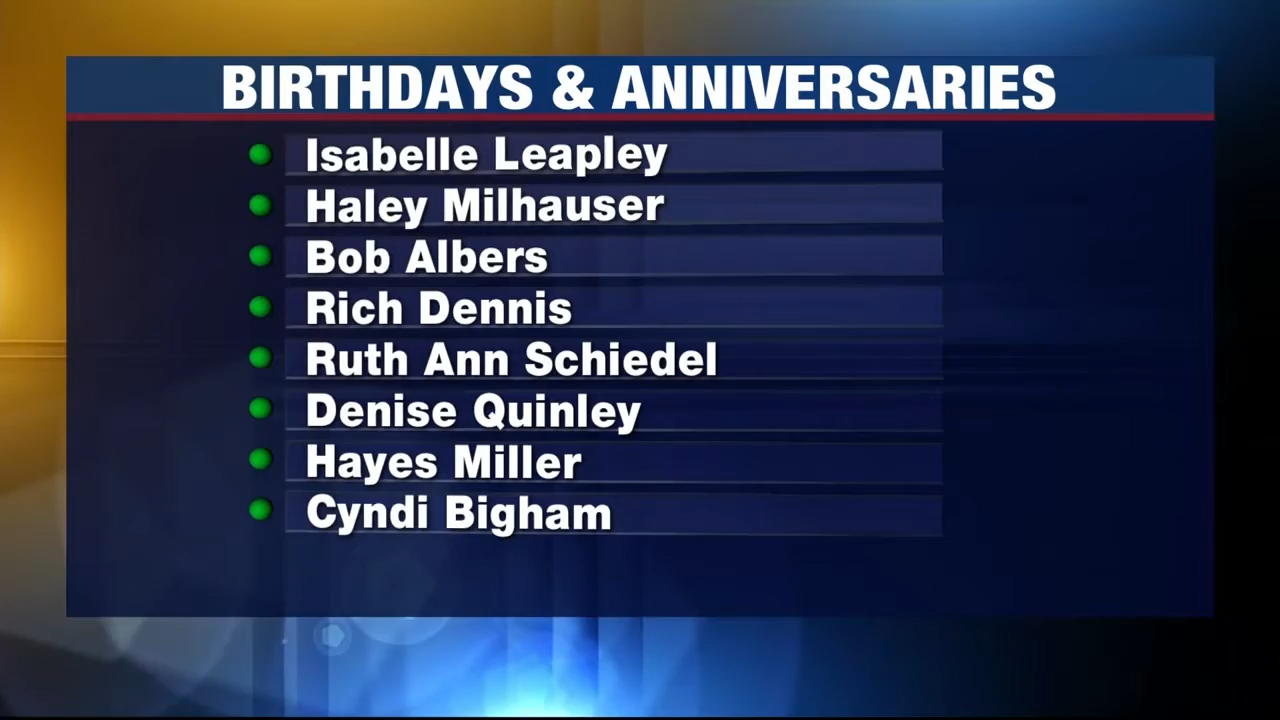 BIRTHDAYS & ANNIVERSARIES
Isabelle Leapley
Haley Milhauser
Bob Albers
Rich Dennis
Ruth Ann Schiedel
Denise Quinley
Hayes Miller
Cyndi Bigham